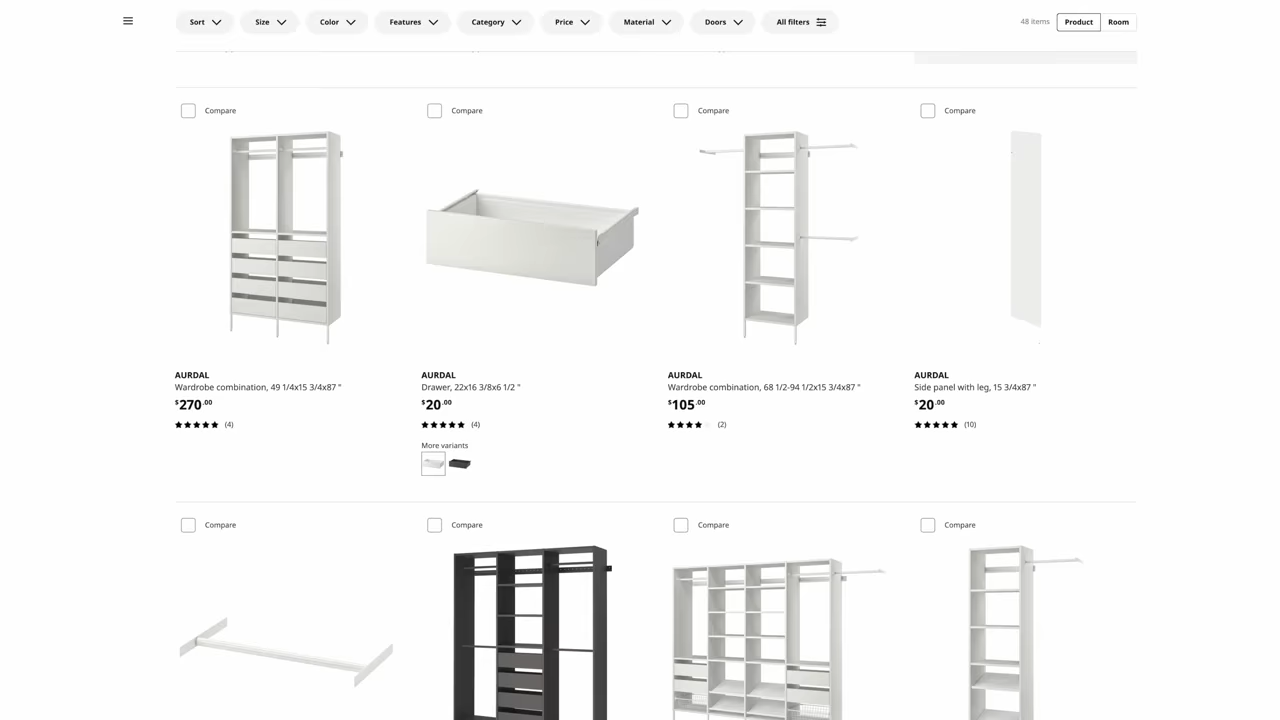 Sort Size Color Features Category Price Material Doors All filters 48 items Product Room
Compare Compare Compare Compare
AURDAL AURDAL AURDAL AURDAL
Wardrobe combination, 49 1/4x15 3/4x87 " Drawer, 22x16 3/8x6 1/2 " Wardrobe combination, 68 1/2-94 1/2x15 3/4x87 " Side panel with leg, 15 3/4x87 "
$270.00 $20.00 $105.00 $20.00
(4) (4) (2) (10)
More variants
Compare Compare Compare Compare